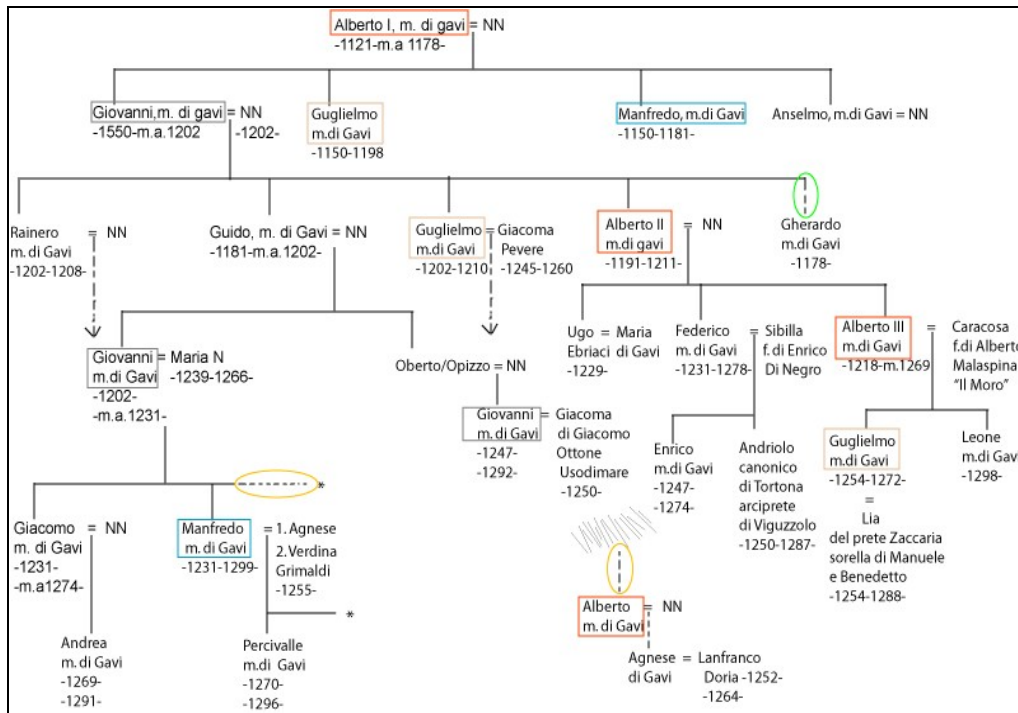 Alberto I, m. di gavi = NN
-1121-m.a 1178-
Giovanni, m. di gavi = NN
-1550-m.a.1202 -1202-
Guglielmo
m.di Gavi
-1150-1198
Manfredo, m.di Gavi
-1150-1181-
Anselmo, m.di Gavi = NN
Rainero = NN
m. di Gavi
-1202-1208-
Guido, m. di Gavi = NN
-1181-m.a.1202-
Guglielmo = Giacoma
m.di Gavi Pevere
-1202-1210 -1245-1260
Alberto II = NN
m.di gavi
-1191-1211-
Gherardo
m.di Gavi
-1178-
Giovanni = Maria N
m.di Gavi -1239-1266-
-1202-
-m.a.1231-
Oberto/Opizzo = NN
Ugo = Maria
Ebriaci di Gavi
-1229-
Federico = Sibilla
m. di Gavi f. di Enrico
-1231-1278- Di Negro
Alberto III = Caracosa
m.di Gavi f.di Alberto
-1218-m.1269 Malaspina
"Il Moro"
Giovanni = Giacoma
m. di Gavi di Giacomo
-1247- Ottone
-1292- Usodimare
-1250-
Enrico
m.di Gavi
-1247-
-1274-
Andriolo
canonico
di Tortona
arciprete
di Viguzzolo
-1250-1287-
Guglielmo
m. di Gavi
-1254-1272-
=
Lia
del prete Zaccaria
sorella di Manuele
e Benedetto
-1254-1288-
Leone
m.di Gavi
-1298-
*
Giacomo = NN
m. di Gavi
-1231-
-m.a1274-
Manfredo = 1. Agnese
m. di Gavi 2.Verdina
-1231-1299- Grimaldi
-1255-
*
Andrea
m. di Gavi
-1269-
-1291-
Percivalle
m.di Gavi
-1270-
-1296-
Alberto = NN
m. di Gavi
Agnese = Lanfranco
di Gavi Doria -1252-
-1264-